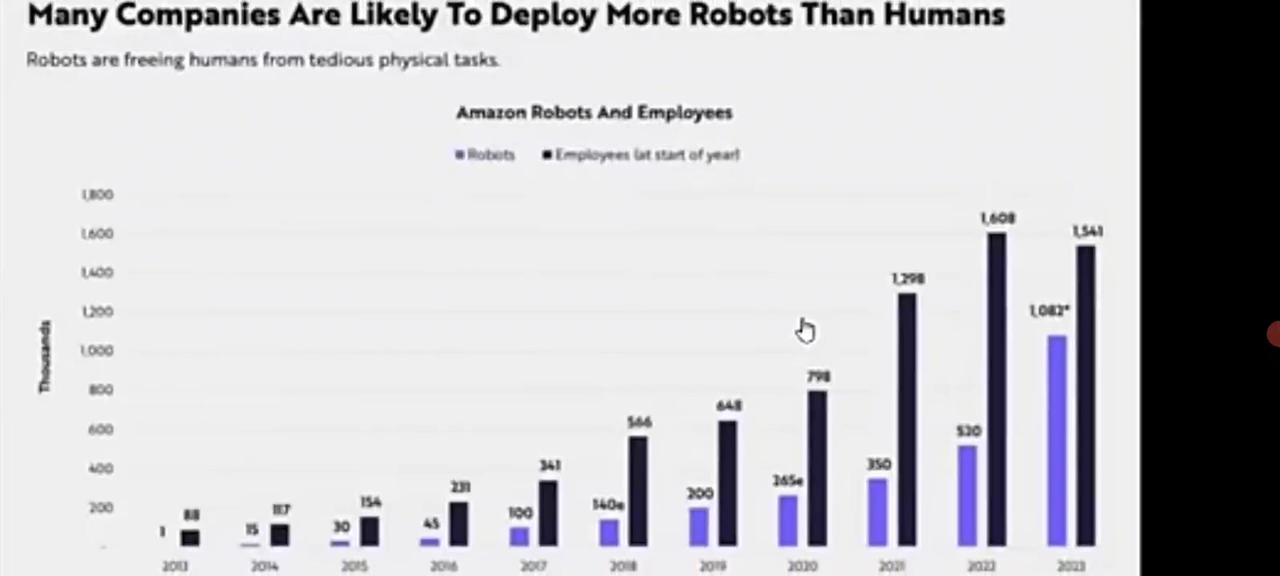 Many Companies Are Likely To Deploy More Robots Than Humans
Robots are freeing humans from tedious physical tasks.
Amazon Robots And Employees
Robots Employees (at start of year)
Thousands
1,800
1,600
1,400
1,200
1,000
800
600
400
200
-
1 88
15 117
30 154
45 231
100 341
140e 566
200 648
265e 798
350 1,298
520 1,608
1,082* 1,541
2013 2014 2015 2016 2017 2018 2019 2020 2021 2022 2023